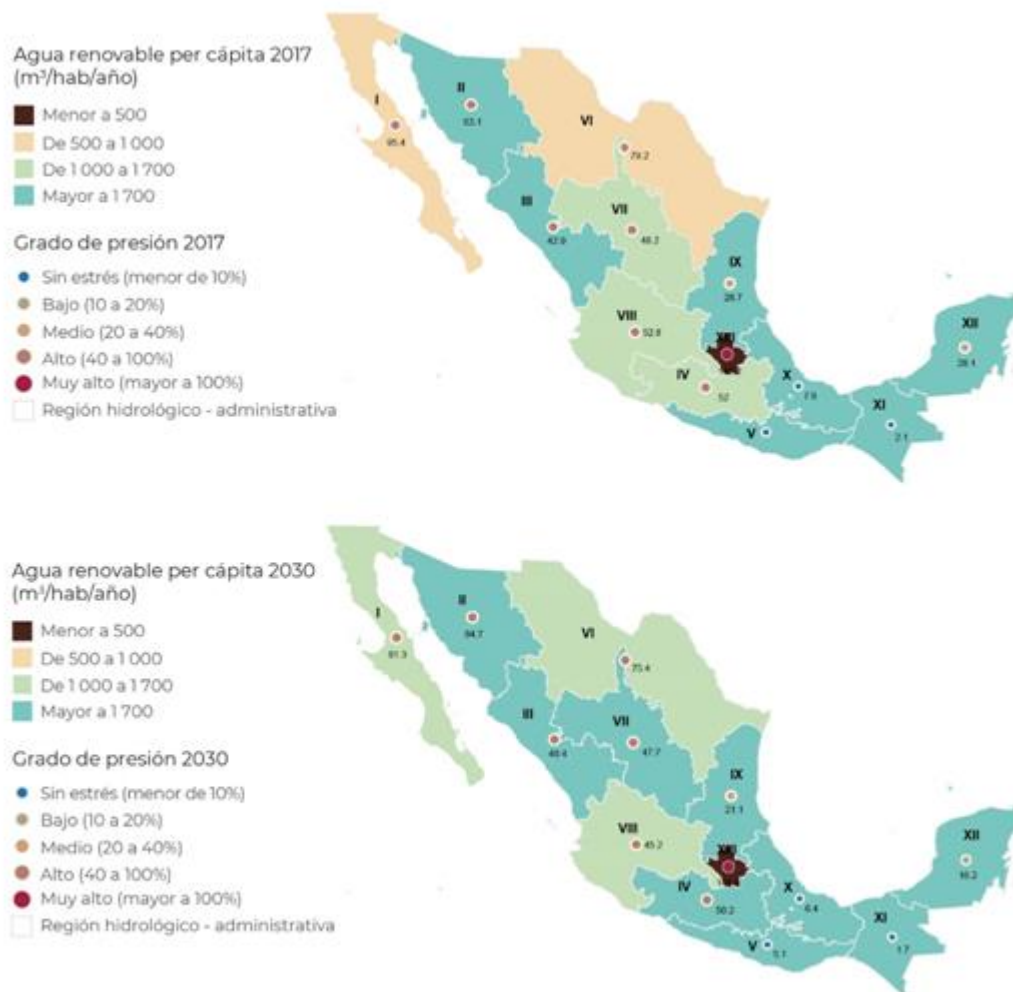 Agua renovable per cápita 2017
(m³/hab/año)
Menor a 500
De 500 a 1 000
De 1 000 a 1 700
Mayor a 1 700
Grado de presión 2017
Sin estrés (menor de 10%)
Bajo (10 a 20%)
Medio (20 a 40%)
Alto (40 a 100%)
Muy alto (mayor a 100%)
Región hidrológico - administrativa
I
95.4
II
VI
III
42.9
VII
IX
VIII
52.8
IV
52
V
X
XI
2.1
XII
Agua renovable per cápita 2030
(m³/hab/año)
Menor a 500
De 500 a 1 000
De 1 000 a 1 700
Mayor a 1 700
Grado de presión 2030
Sin estrés (menor de 10%)
Bajo (10 a 20%)
Medio (20 a 40%)
Alto (40 a 100%)
Muy alto (mayor a 100%)
Región hidrológico - administrativa
I
II
VI
III
VII
47.7
IX
21.1
VIII
45.2
IV
V
5.1
X
XI
1.7
XII